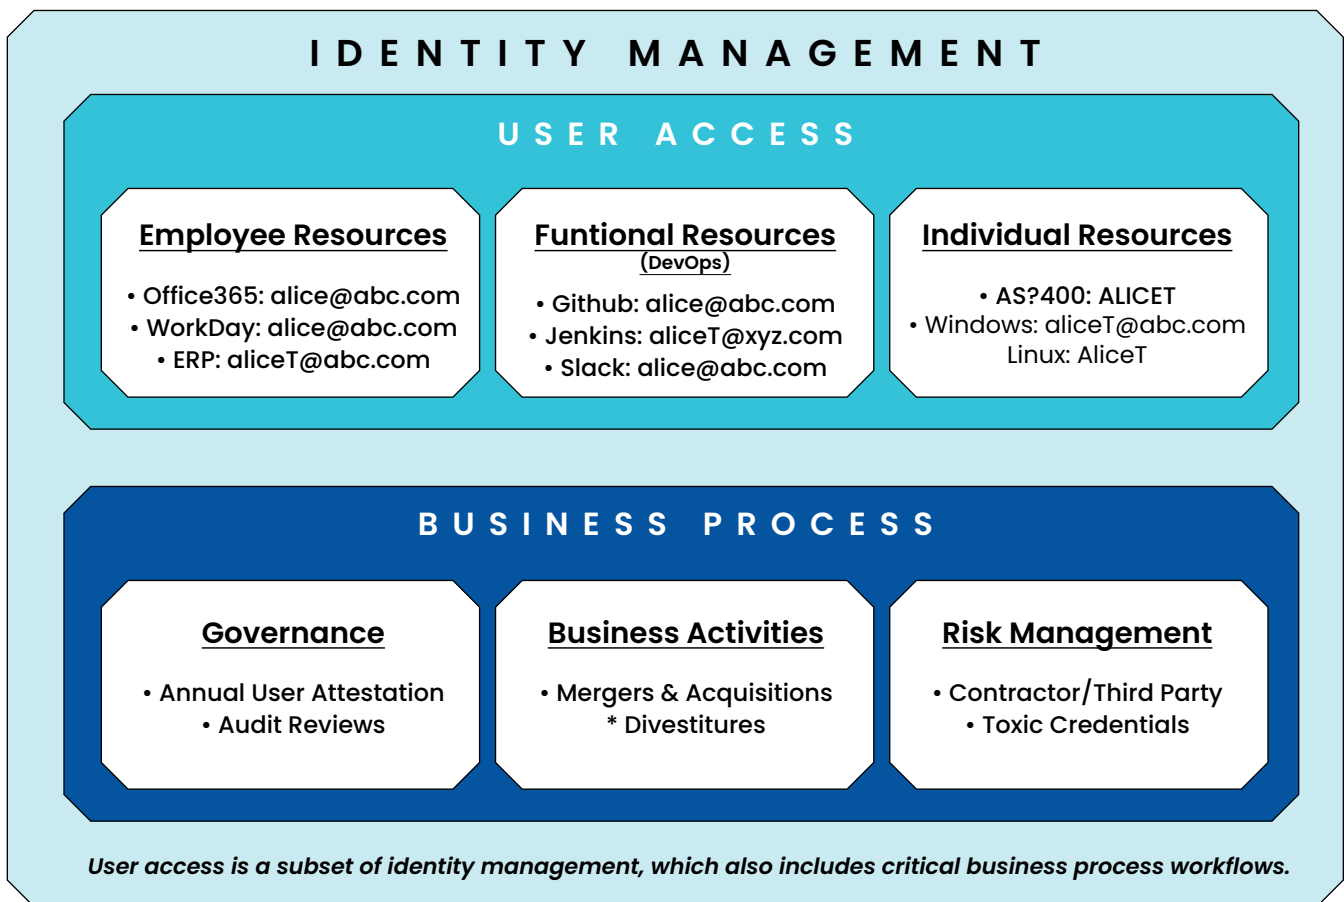 IDENTITY MANAGEMENT
USER ACCESS
Employee Resources
• Office365: alice@abc.com
• WorkDay: alice@abc.com
• ERP: aliceT@abc.com
Funtional Resources
(DevOps)
• Github: alice@abc.com
• Jenkins: aliceT@xyz.com
• Slack: alice@abc.com
Individual Resources
• AS?400: ALICET
• Windows: aliceT@abc.com
Linux: AliceT
BUSINESS PROCESS
Governance
• Annual User Attestation
• Audit Reviews
Business Activities
• Mergers & Acquisitions
* Divestitures
Risk Management
• Contractor/Third Party
• Toxic Credentials
User access is a subset of identity management, which also includes critical business process workflows.